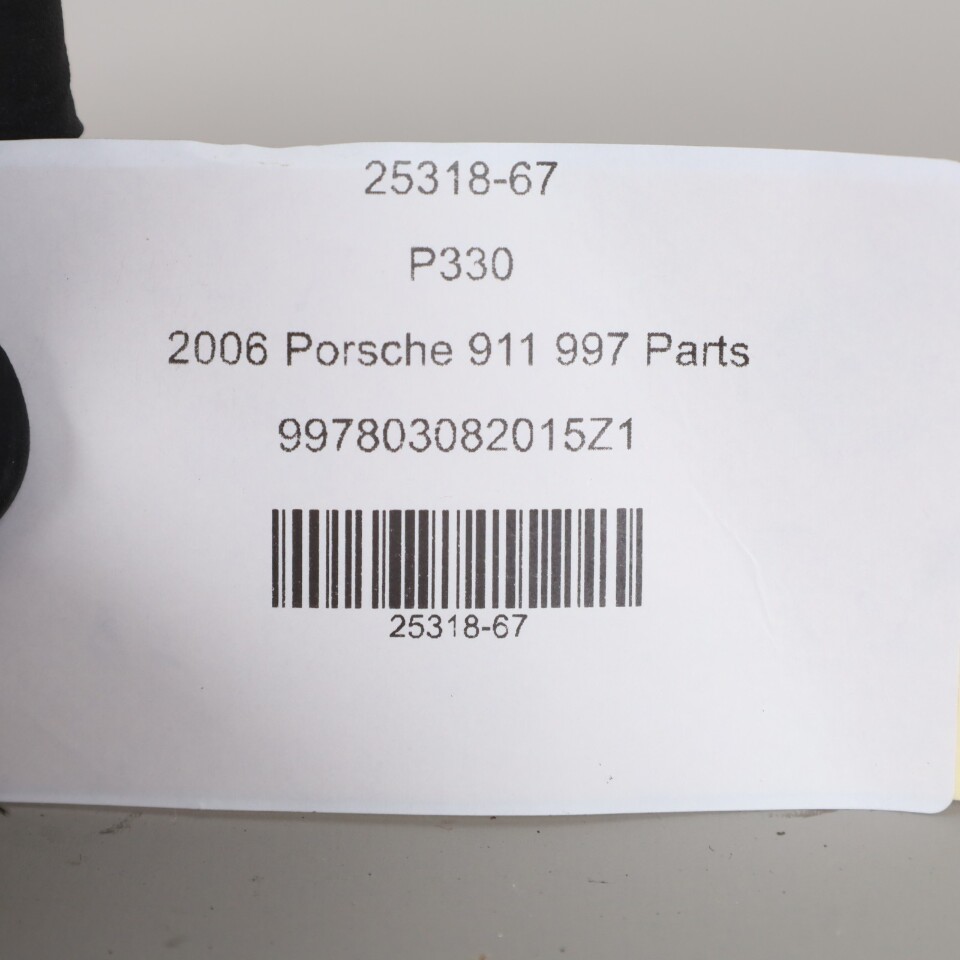 25318-67
P330
2006 Porsche 911 997 Parts
997803082015Z1
25318-67